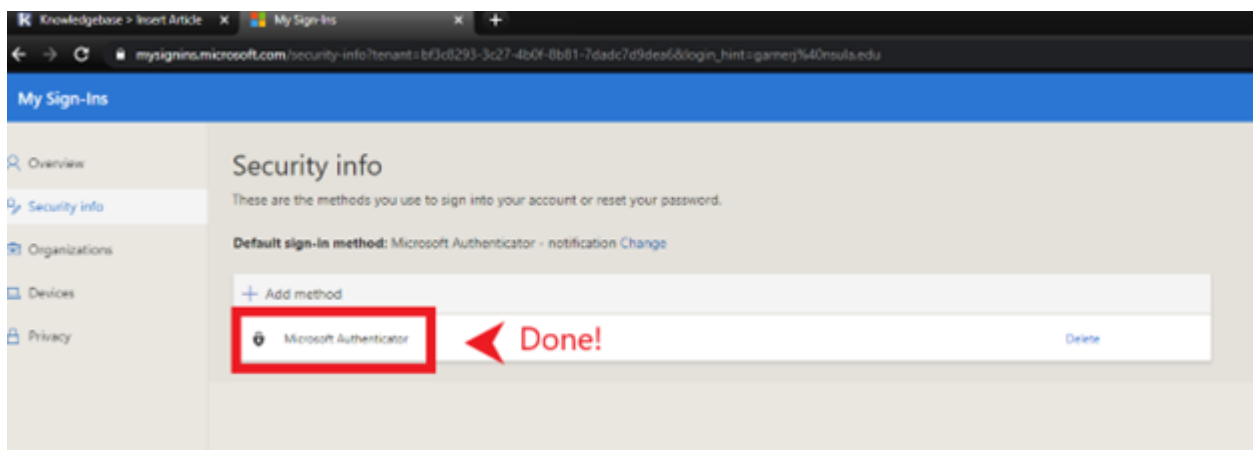 Knowledgebase > Insert Article
My Sign-Ins
mysignins.microsoft.com/security-info?tenant=bf3c8293-3c27-4b0f-8b81-7dadc7d9dea6&login_hint=garnerj%40nsula.edu
My Sign-Ins
Overview
Security info
Organizations
Devices
Privacy
Security info
These are the methods you use to sign into your account or reset your password.
Default sign-in method: Microsoft Authenticator - notification Change
Add method
Microsoft Authenticator
Done!
Delete